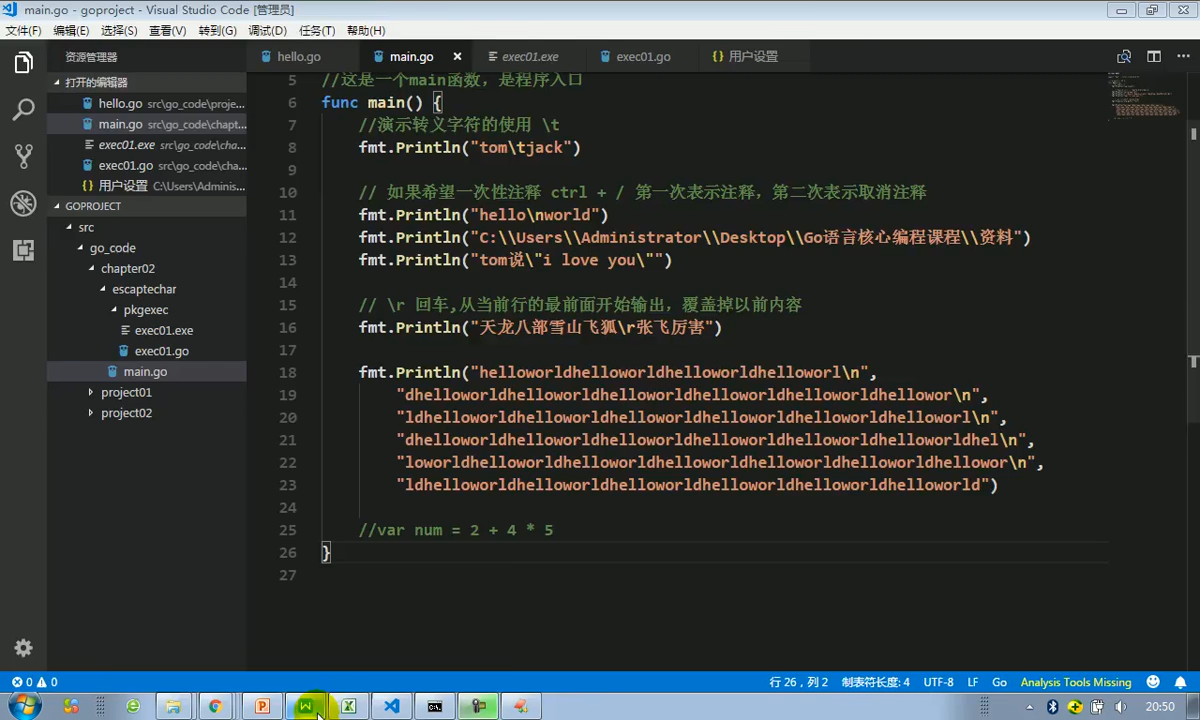 main.go - goproject - Visual Studio Code [管理员]
文件(F) 编辑(E) 选择(S) 查看(V) 转到(G) 调试(D) 任务(T) 帮助(H)
资源管理器
hello.go main.go exec01.exe exec01.go {} 用户设置
打开的编辑器
hello.go src\go_code\proje...
main.go src\go_code\chapt...
exec01.exe src\go_code\cha...
exec01.go src\go_code\cha...
{} 用户设置 C:\Users\Adminis...
GOPROJECT
src
go_code
chapter02
escaptechar
pkgexec
exec01.exe
exec01.go
main.go
project01
project02
5 //这是一个main函数，是程序入口
6 func main() {
7 //演示转义字符的使用 \t
8 fmt.Println("tom\tjack")
9
10 // 如果希望一次性注释 ctrl + / 第一次表示注释，第二次表示取消注释
11 fmt.Println("hello\nworld")
12 fmt.Println("C:\\Users\\Administrator\\Desktop\\Go语言核心编程课程\\资料")
13 fmt.Println("tom说\"i love you\"")
14
15 // \r 回车,从当前行的最前面开始输出，覆盖掉以前内容
16 fmt.Println("天龙八部雪山飞狐\r张飞厉害")
17
18 fmt.Println("helloworldhelloworldhelloworldhelloworl\n",
19 "dhelloworldhelloworldhelloworldhelloworldhelloworldhellowor\n",
20 "ldhelloworldhelloworldhelloworldhelloworldhelloworldhelloworl\n",
21 "dhelloworldhelloworldhelloworldhelloworldhelloworldhelloworldhel\n",
22 "loworldhelloworldhelloworldhelloworldhelloworldhelloworldhellowor\n",
23 "ldhelloworldhelloworldhelloworldhelloworldhelloworldhelloworld")
24
25 //var num = 2 + 4 * 5
26 }
27
0 0 行 26，列 2 制表符长度: 4 UTF-8 LF Go Analysis Tools Missing
20:50